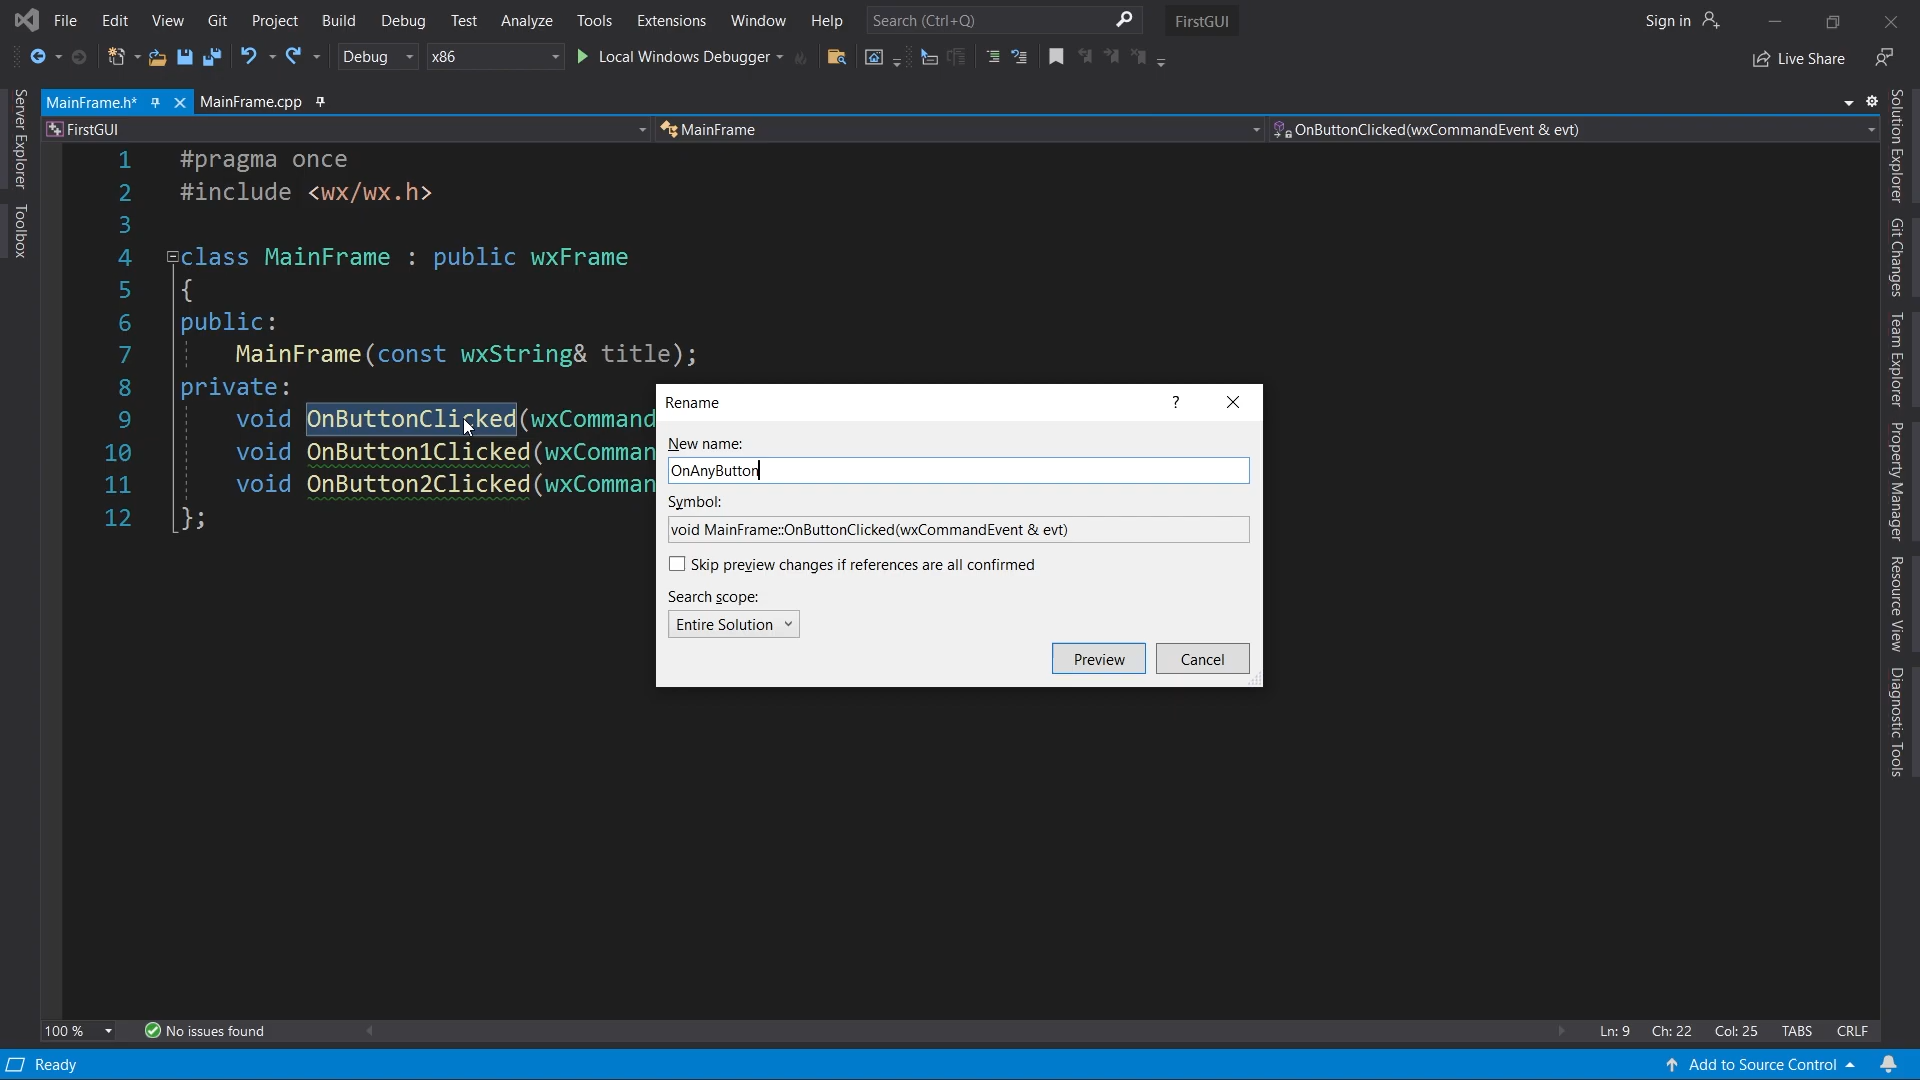 File Edit View Git Project Build Debug Test Analyze Tools Extensions Window Help Search (Ctrl+Q) FirstGUI Sign in
Debug x86 Local Windows Debugger Live Share
MainFrame.h* MainFrame.cpp
FirstGUI MainFrame OnButtonClicked(wxCommandEvent & evt)
Server Explorer
Toolbox
1 #pragma once
2 #include <wx/wx.h>
3
4 class MainFrame : public wxFrame
5 {
6 public:
7 MainFrame(const wxString& title);
8 private:
9 void OnButtonClicked(wxCommand
10 void OnButton1Clicked(wxComman
11 void OnButton2Clicked(wxComman
12 };
Rename ?
New name:
OnAnyButton
Symbol:
void MainFrame::OnButtonClicked(wxCommandEvent & evt)
Skip preview changes if references are all confirmed
Search scope:
Entire Solution
Preview Cancel
Solution Explorer
Git Changes
Team Explorer
Property Manager
Resource View
Diagnostic Tools
100 % No issues found Ln: 9 Ch: 22 Col: 25 TABS CRLF
Ready Add to Source Control